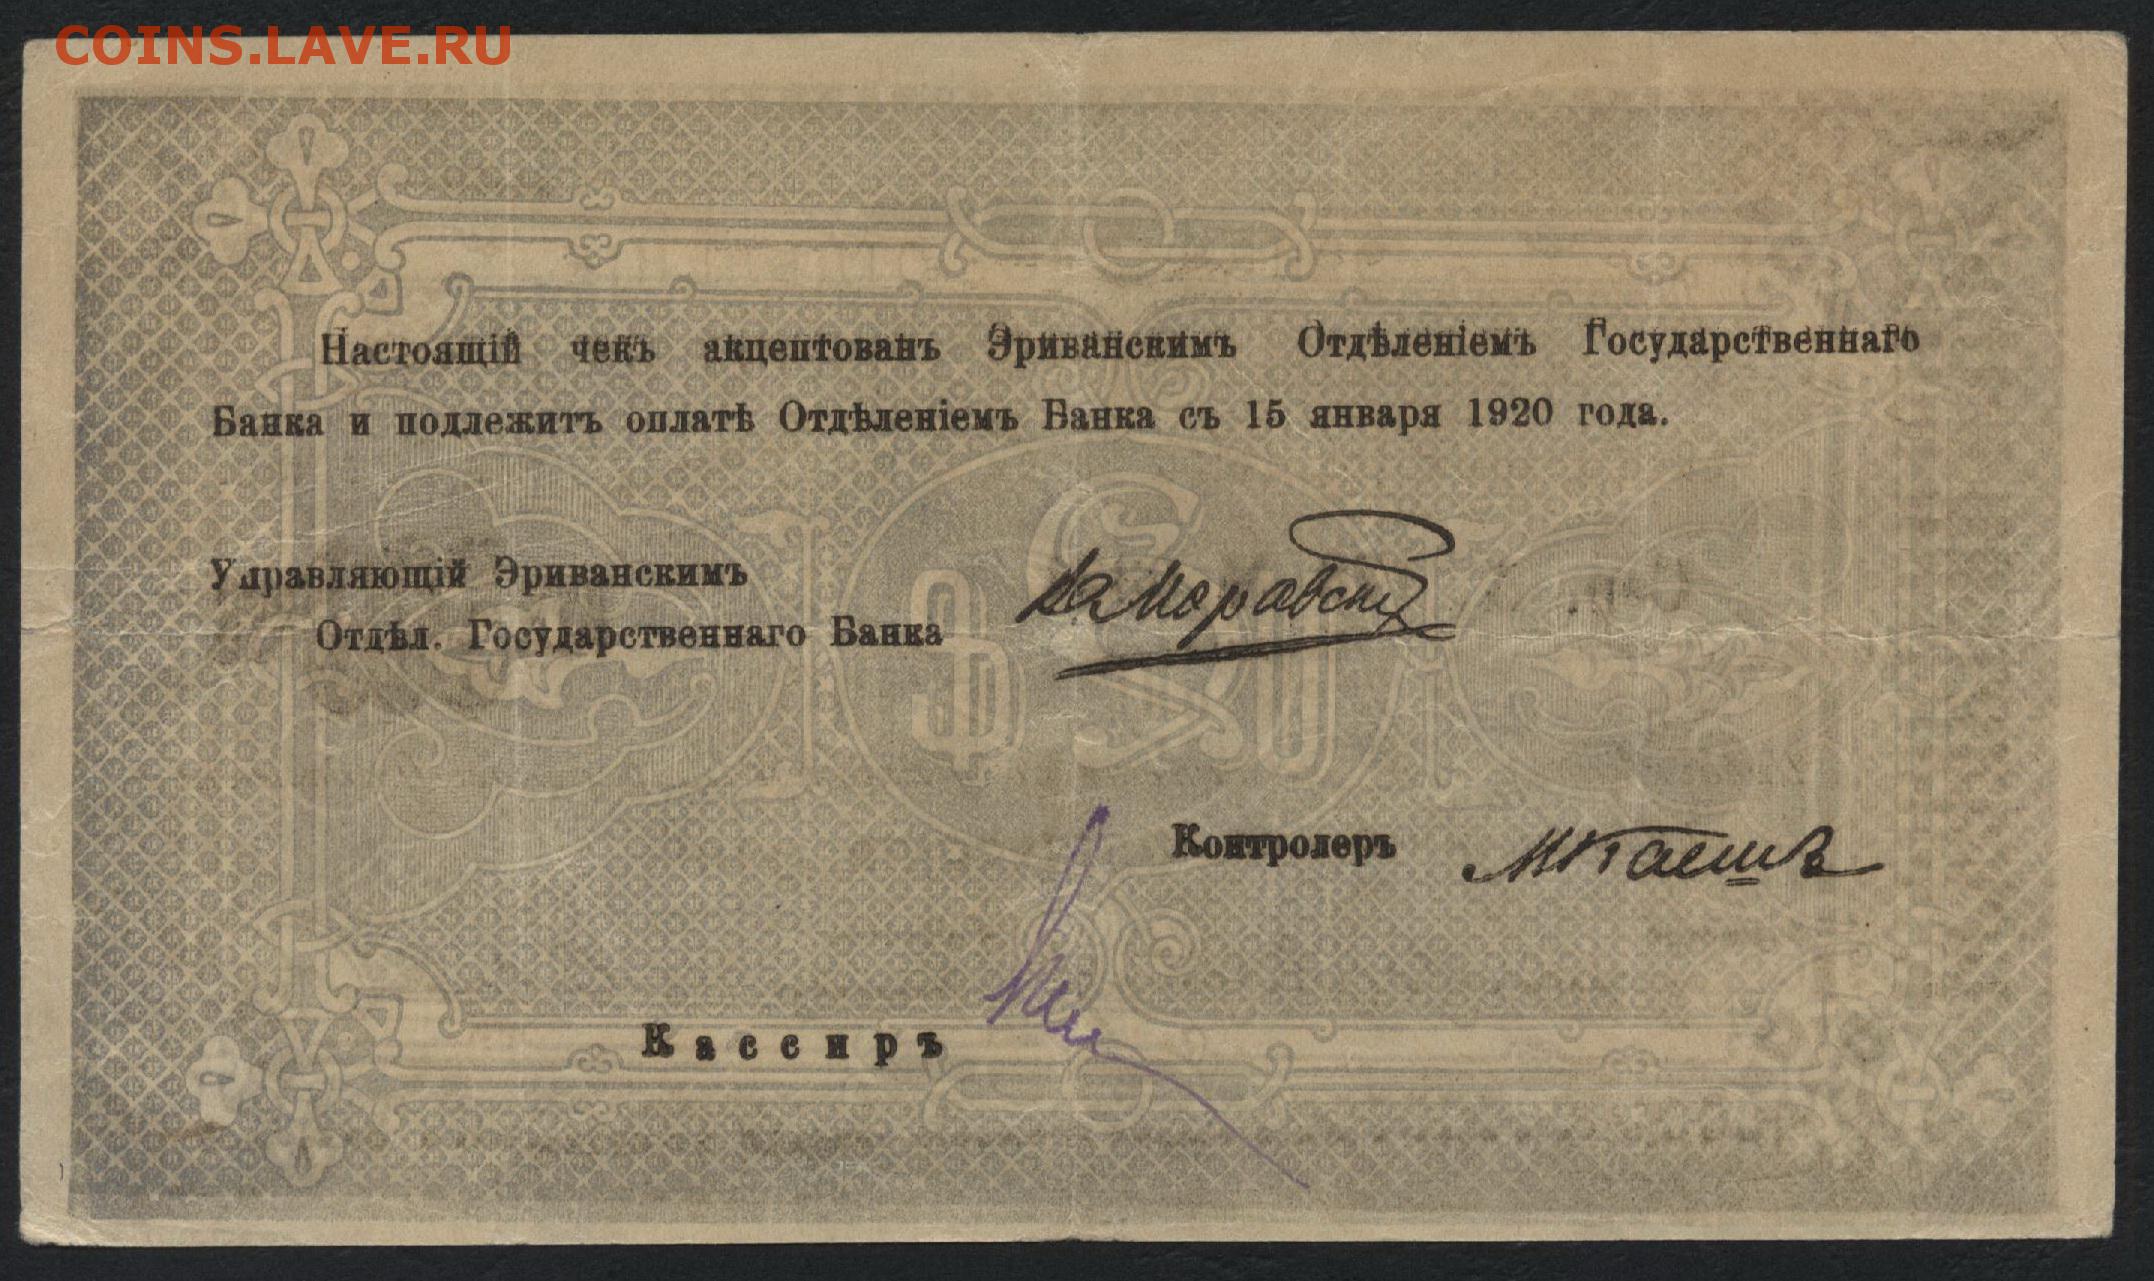 COINS.LAVE.RU
Настоящій чекъ акцептованъ Эриванскимъ Отдѣленіемъ Государственнаго
Банка и подлежитъ оплатѣ Отдѣленіемъ Банка съ 15 января 1920 года.
Управляющій Эриванскимъ
Отдѣл. Государственнаго Банка
Контролеръ
Кассиръ